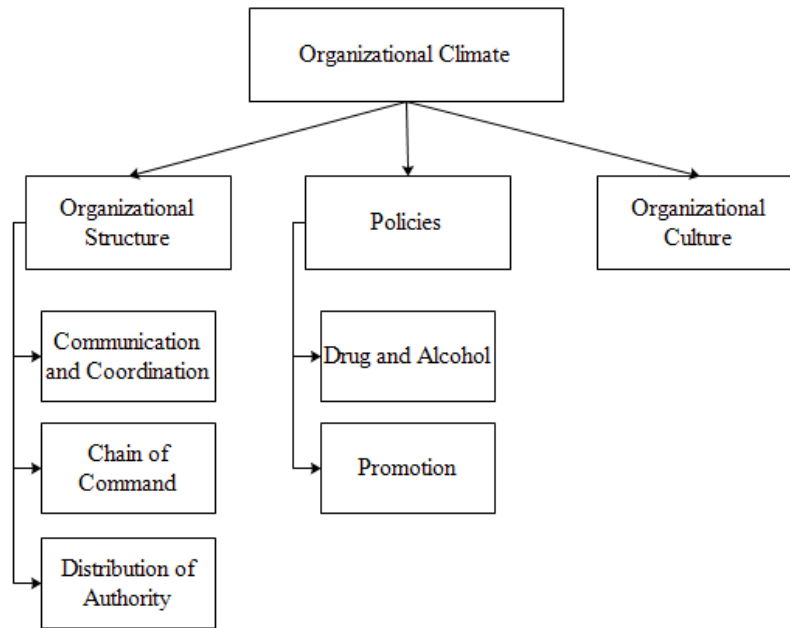 Organizational Climate
Organizational
Structure
Policies
Organizational
Culture
Communication
and Coordination
Drug and Alcohol
Chain of
Command
Promotion
Distribution of
Authority